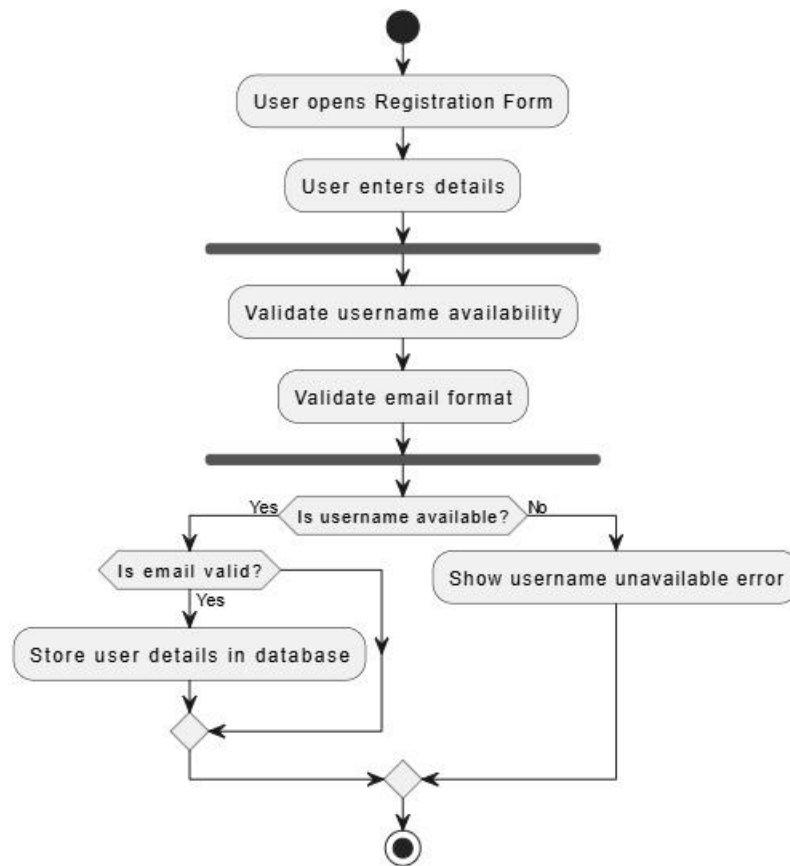 User opens Registration Form
User enters details
Validate username availability
Validate email format
Yes
Is username available?
No
Is email valid?
Show username unavailable error
Yes
Store user details in database